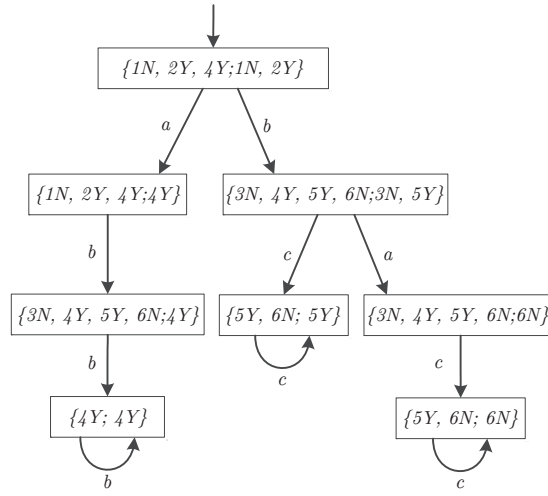 {1N, 2Y, 4Y;1N, 2Y}
a
b
{1N, 2Y, 4Y;4Y}
{3N, 4Y, 5Y, 6N;3N, 5Y}
b
c
a
{3N, 4Y, 5Y, 6N;4Y}
{5Y, 6N; 5Y}
{3N, 4Y, 5Y, 6N;6N}
b
c
c
{4Y; 4Y}
{5Y, 6N; 6N}
b
c